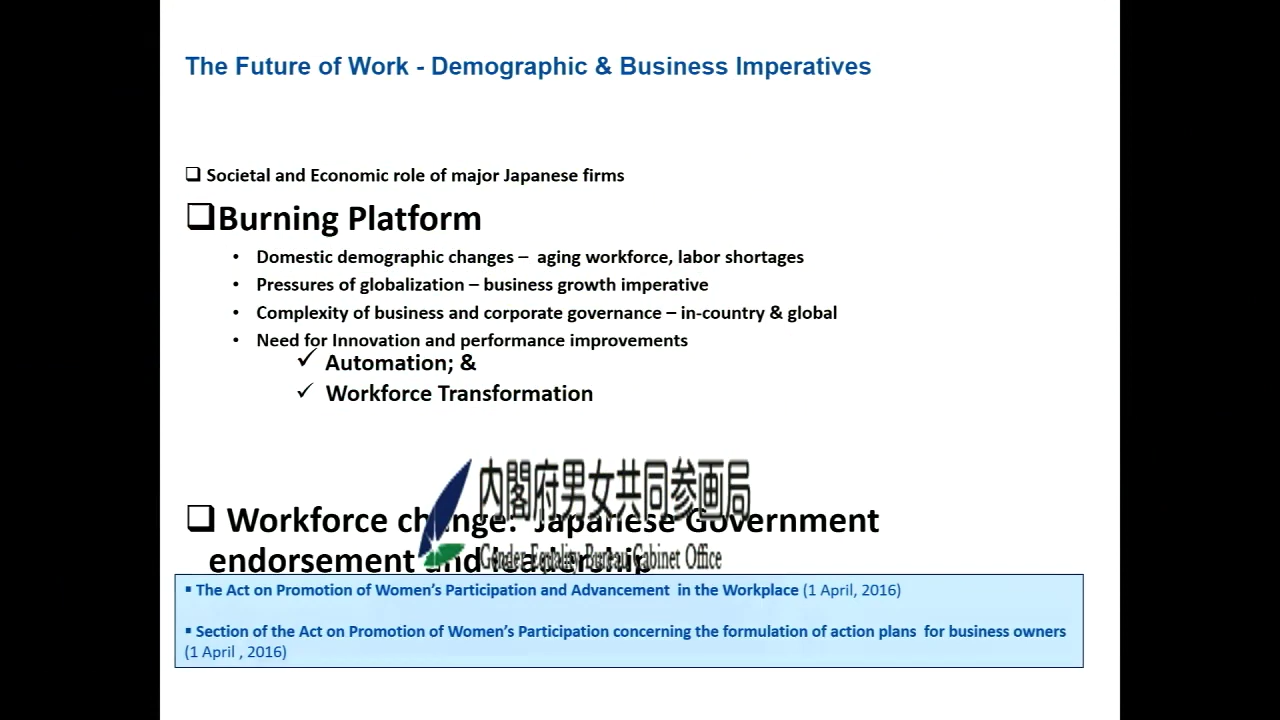 The Future of Work - Demographic & Business Imperatives
❑ Societal and Economic role of major Japanese firms
❑Burning Platform
• Domestic demographic changes – aging workforce, labor shortages
• Pressures of globalization – business growth imperative
• Complexity of business and corporate governance – in-country & global
• Need for Innovation and performance improvements
✓ Automation; &
✓ Workforce Transformation
内閣府男女共同参画局
❑ Workforce change: Japanese Government
Gender Equality Bureau Cabinet Office
endorsement and leadership
▪ The Act on Promotion of Women’s Participation and Advancement in the Workplace (1 April, 2016)
▪ Section of the Act on Promotion of Women’s Participation concerning the formulation of action plans for business owners
(1 April , 2016)